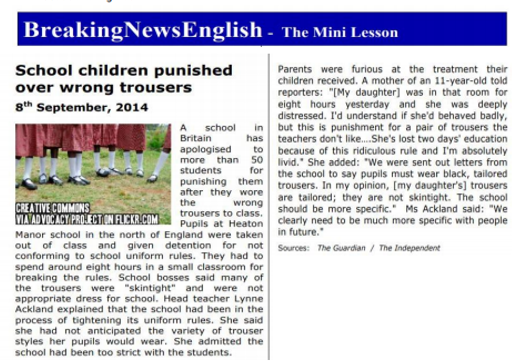 BreakingNewsEnglish - The Mini Lesson
School children punished
over wrong trousers
8th September, 2014
A school in
Britain has
apologised to
more than 50
students for
punishing them
after they wore
the wrong
trousers to class.
Pupils at Heaton
CREATIVE COMMONS
VIA ADVOCACY PROJECT ON FLICKR.COM
Manor school in the north of England were taken
out of class and given detention for not
conforming to school uniform rules. They had to
spend around eight hours in a small classroom for
breaking the rules. School bosses said many of
the trousers were "skintight" and were not
appropriate dress for school. Head teacher Lynne
Ackland explained that the school had been in the
process of tightening its uniform rules. She said
she had not anticipated the variety of trouser
styles her pupils would wear. She admitted the
school had been too strict with the students.
Parents were furious at the treatment their
children received. A mother of an 11-year-old told
reporters: "[My daughter] was in that room for
eight hours yesterday and she was deeply
distressed. I'd understand if she'd behaved badly,
but this is punishment for a pair of trousers the
teachers don't like....She's lost two days' education
because of this ridiculous rule and I'm absolutely
livid." She added: "We were sent out letters from
the school to say pupils must wear black, tailored
trousers. In my opinion, [my daughter's] trousers
are tailored; they are not skintight. The school
should be more specific." Ms Ackland said: "We
clearly need to be much more specific with people
in future."
Sources: The Guardian / The Independent